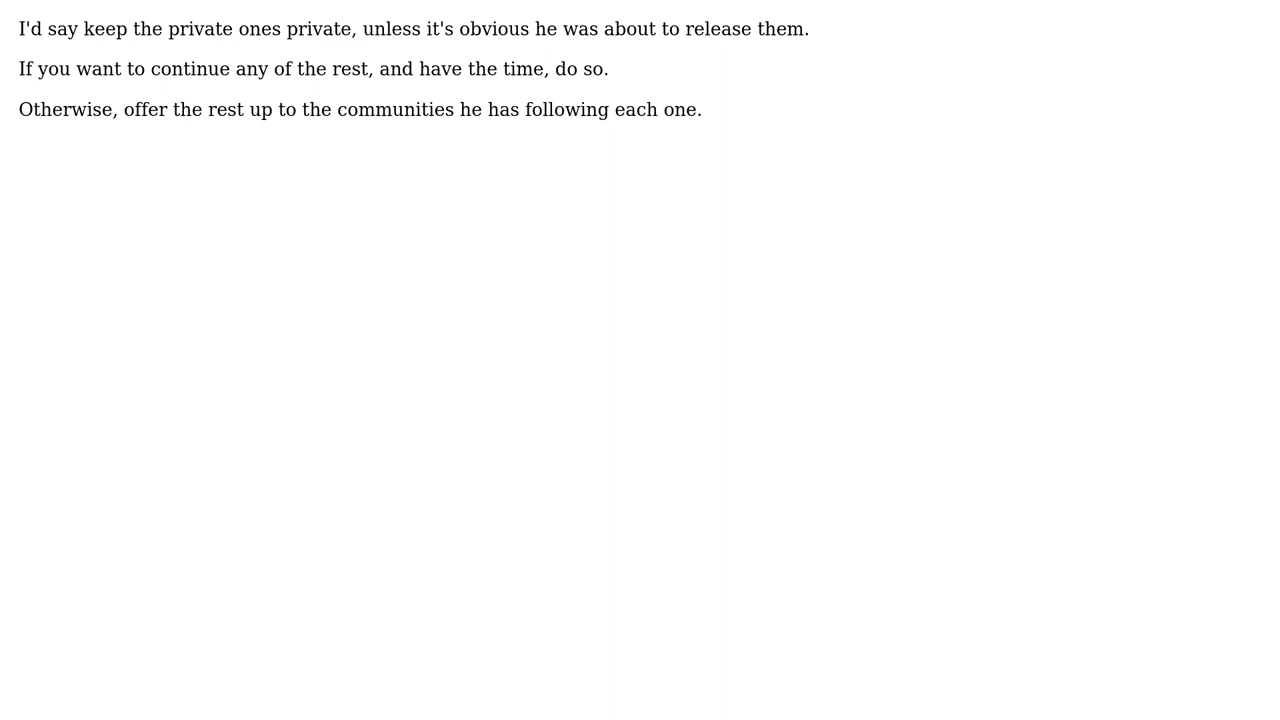 I'd say keep the private ones private, unless it's obvious he was about to release them.
If you want to continue any of the rest, and have the time, do so.
Otherwise, offer the rest up to the communities he has following each one.